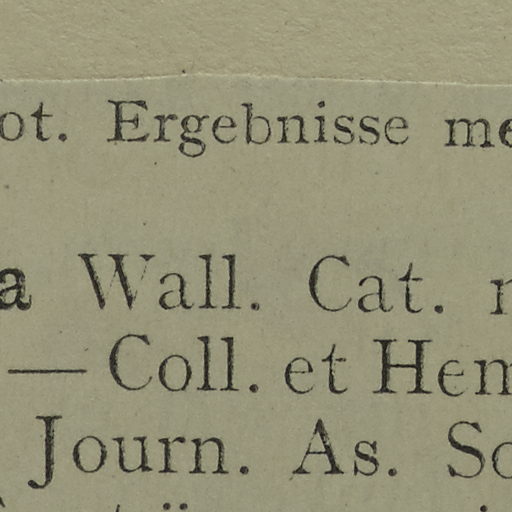 ot. Ergebnisse me
a Wall. Cat. n
— Coll. et Hem
Journ. As. So